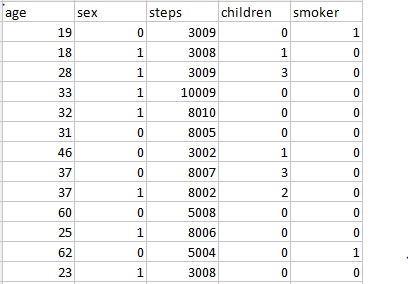 age sex steps children smoker
19 0 3009 0 1
18 1 3008 1 0
28 1 3009 3 0
33 1 10009 0 0
32 1 8010 0 0
31 0 8005 0 0
46 0 3002 1 0
37 0 8007 3 0
37 1 8002 2 0
60 0 5008 0 0
25 1 8006 0 0
62 0 5004 0 1
23 1 3008 0 0